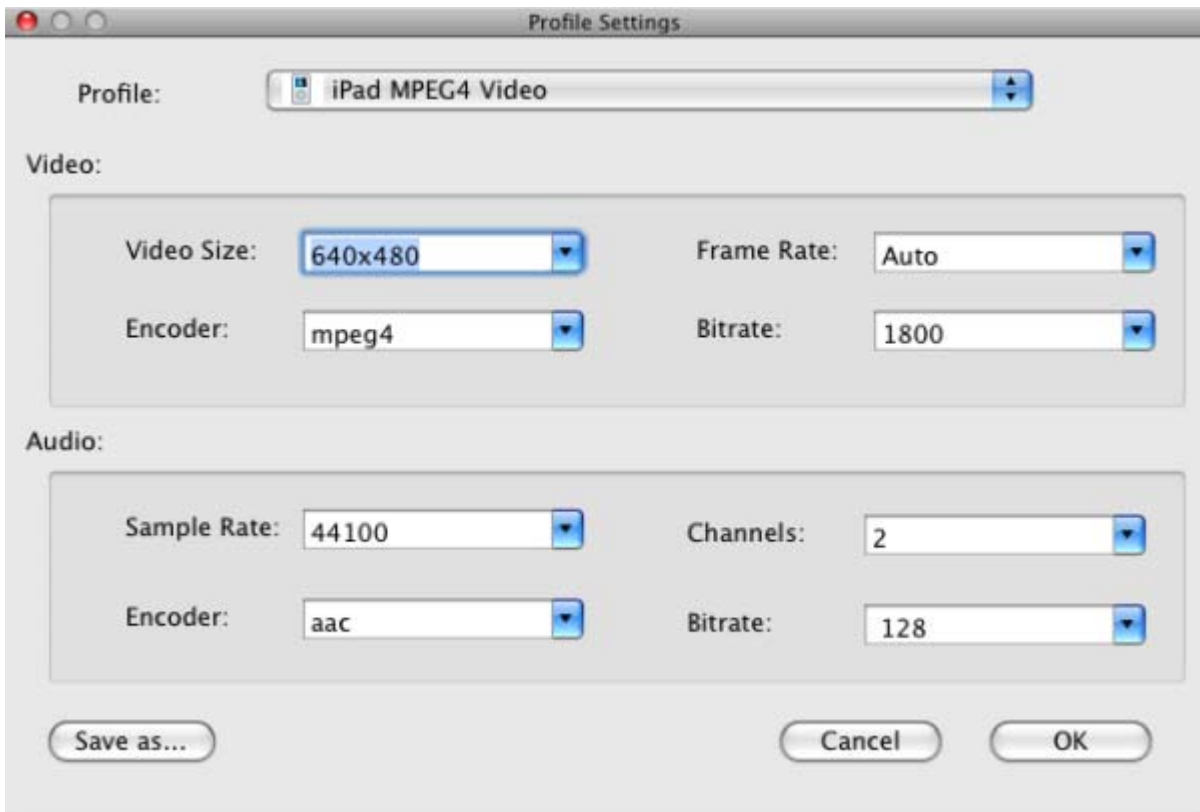 Profile Settings
Profile: iPad MPEG4 Video
Video:
Video Size: 640x480 Frame Rate: Auto
Encoder: mpeg4 Bitrate: 1800
Audio:
Sample Rate: 44100 Channels: 2
Encoder: aac Bitrate: 128
Save as... Cancel OK